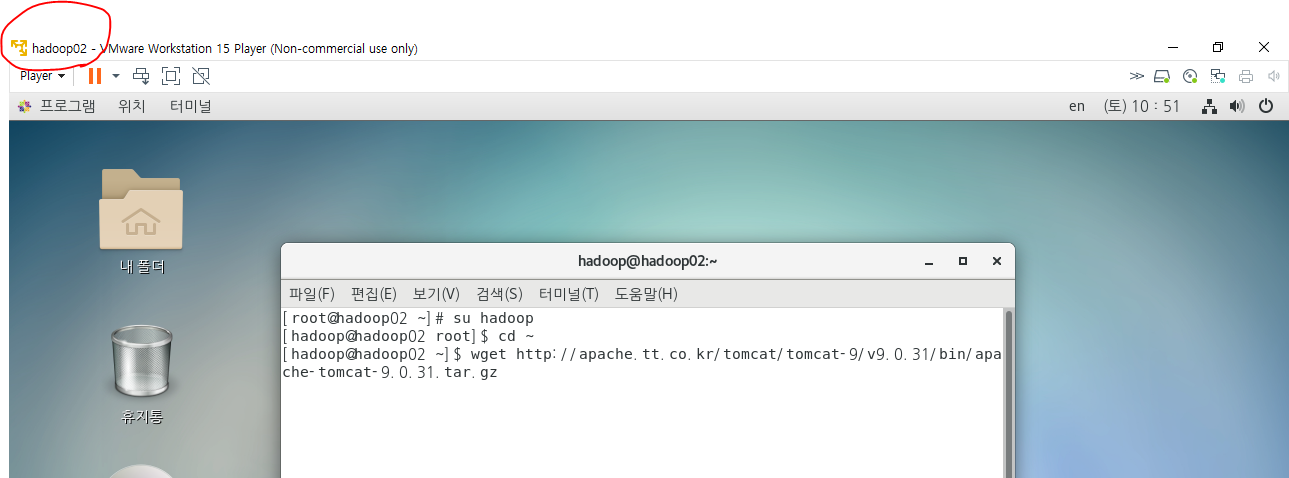 hadoop02 - VMware Workstation 15 Player (Non-commercial use only)
Player
프로그램 위치 터미널 en (토) 10 : 51
내 폴더
휴지통
hadoop@hadoop02:~
파일(F) 편집(E) 보기(V) 검색(S) 터미널(T) 도움말(H)
[root@hadoop02 ~]# su hadoop
[hadoop@hadoop02 root]$ cd ~
[hadoop@hadoop02 ~]$ wget http://apache.tt.co.kr/tomcat/tomcat-9/v9.0.31/bin/apa
che-tomcat-9.0.31.tar.gz